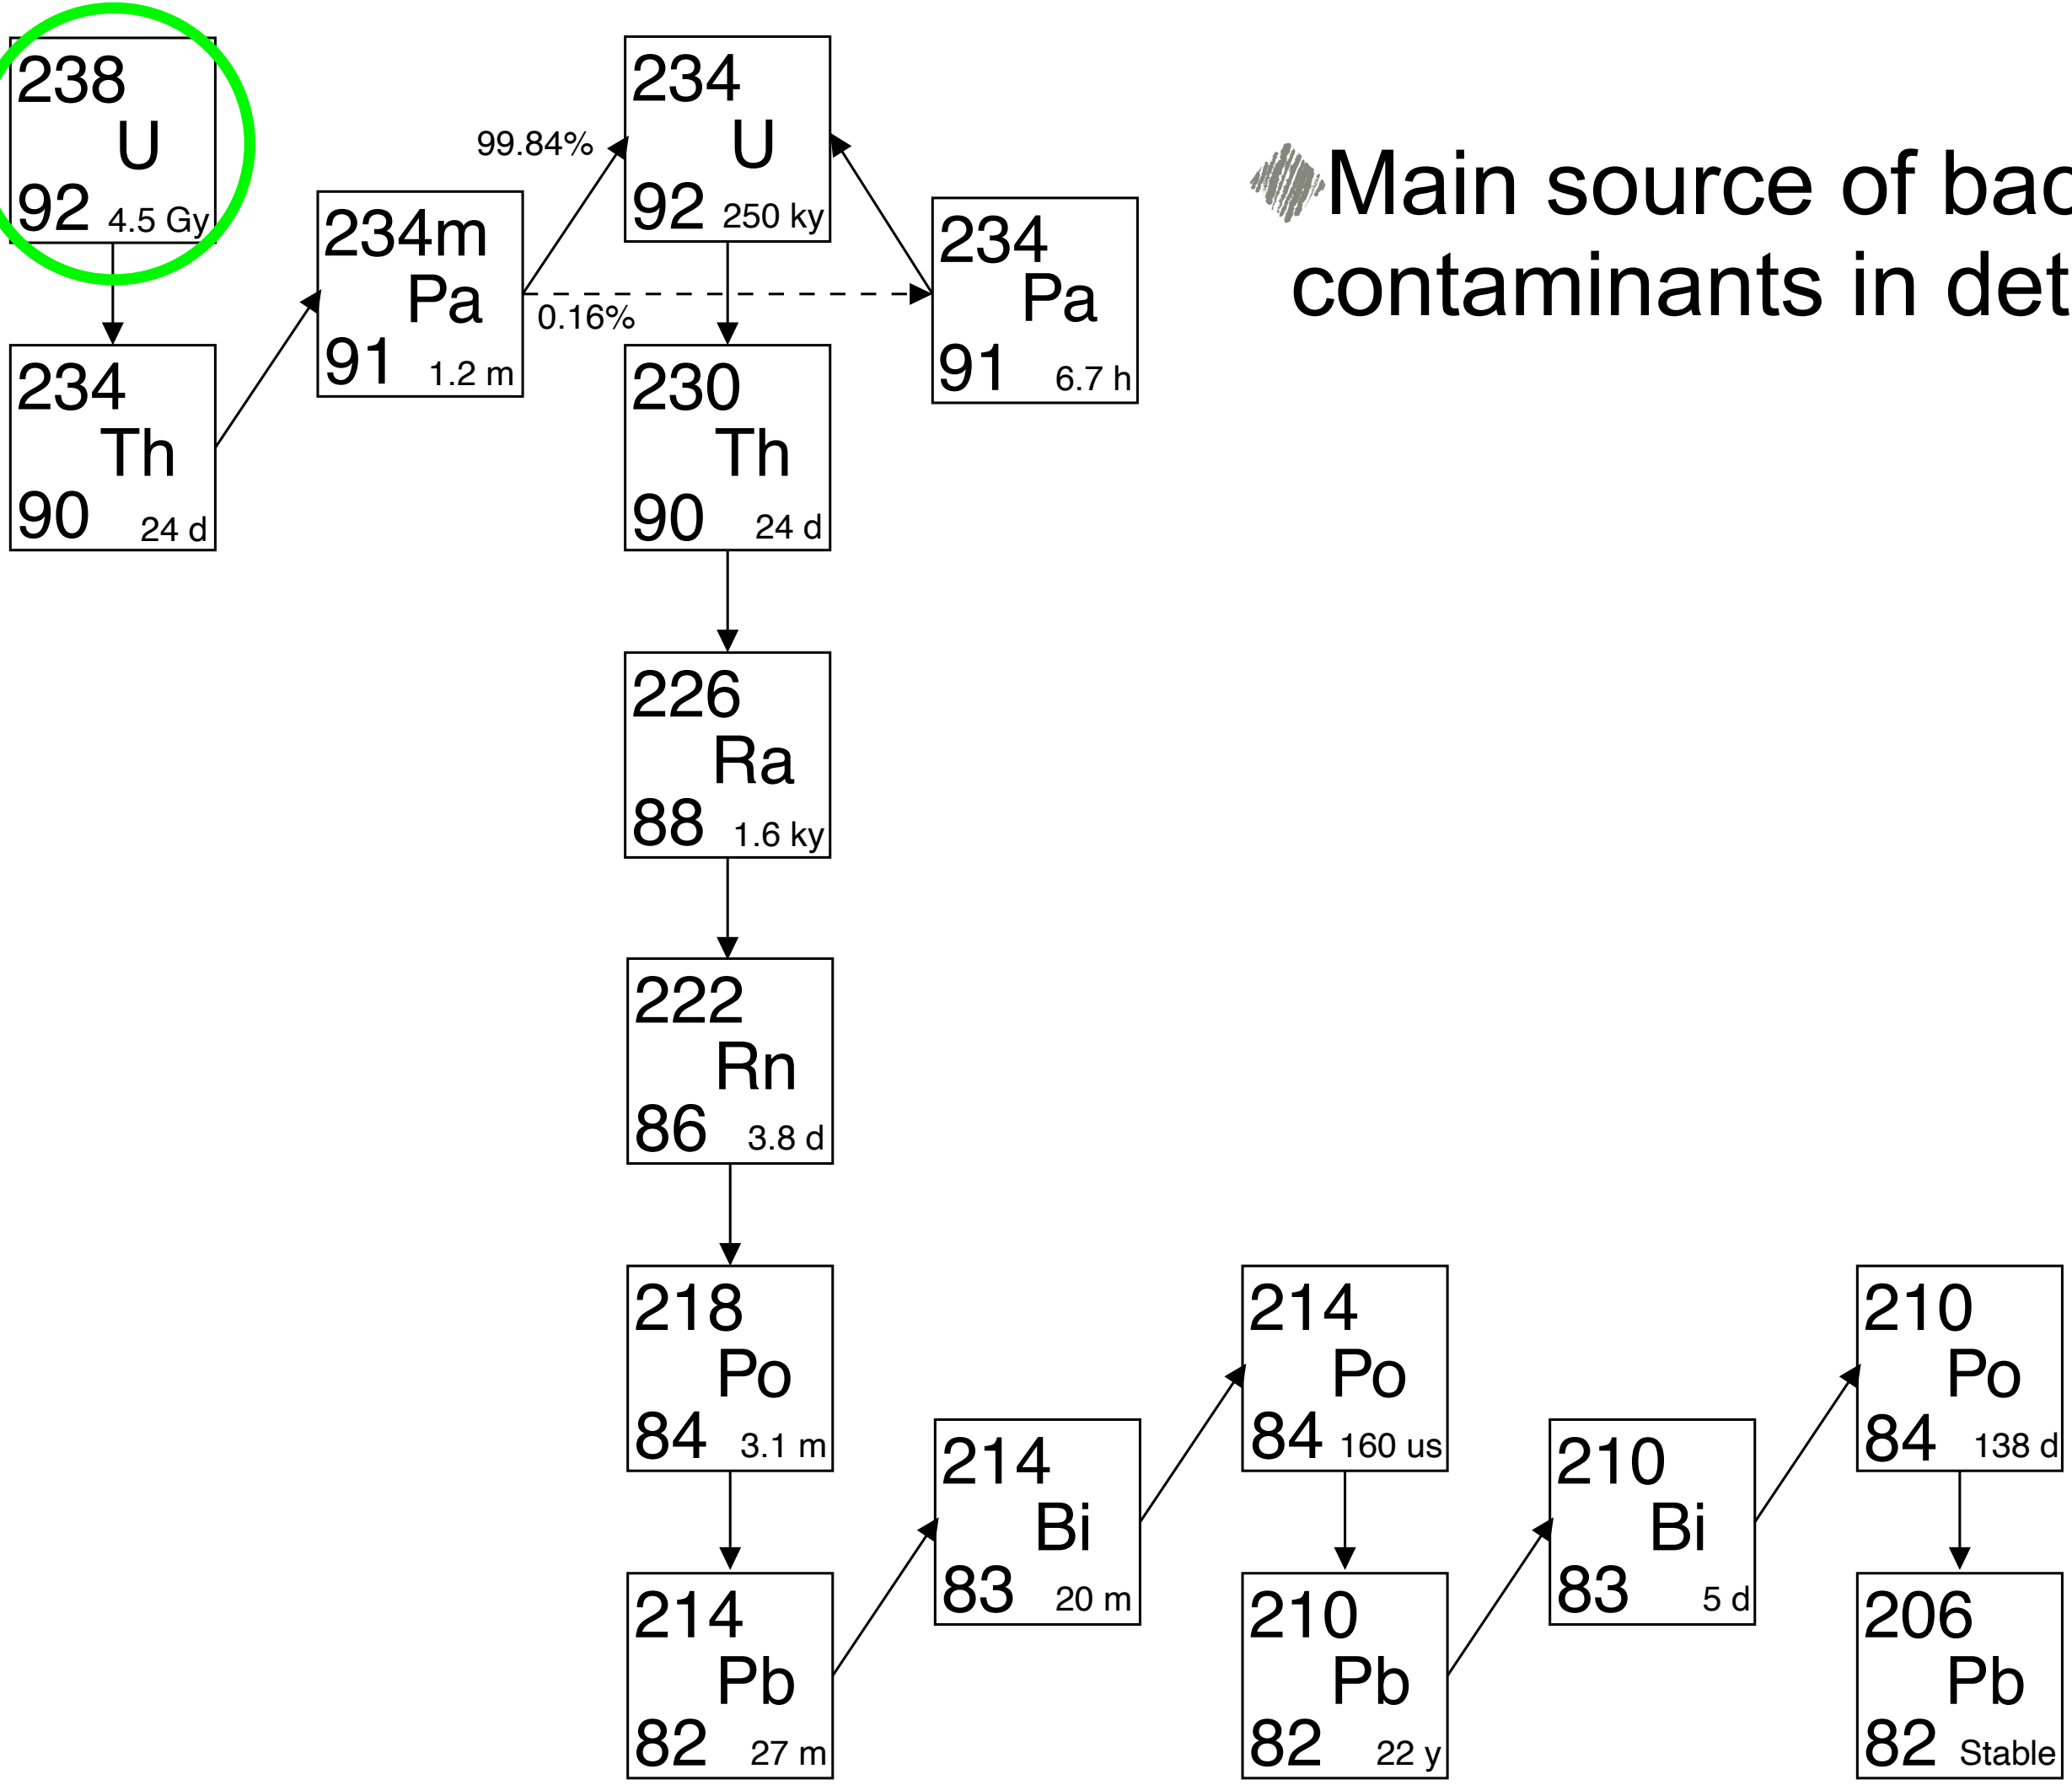 238
U
92 4.5 Gy
234
Th
90 24 d
234m
Pa
91 1.2 m
99.84%
0.16%
234
U
92 250 ky
234
Pa
91 6.7 h
230
Th
90 24 d
226
Ra
88 1.6 ky
222
Rn
86 3.8 d
218
Po
84 3.1 m
214
Pb
82 27 m
214
Bi
83 20 m
214
Po
84 160 us
210
Pb
82 22 y
210
Bi
83 5 d
210
Po
84 138 d
206
Pb
82 Stable
Main source of
contaminants in